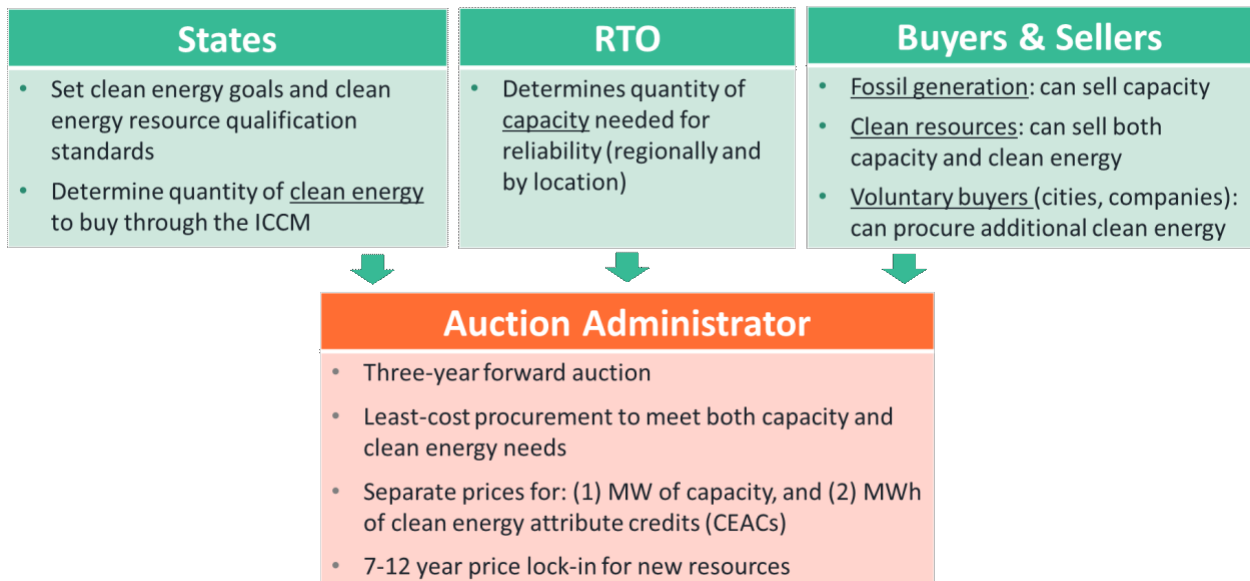 States
• Set clean energy goals and clean
energy resource qualification
standards
• Determine quantity of clean energy
to buy through the ICCM
RTO
• Determines quantity of
capacity needed for
reliability (regionally and
by location)
Buyers & Sellers
• Fossil generation: can sell capacity
• Clean resources: can sell both
capacity and clean energy
• Voluntary buyers (cities, companies):
can procure additional clean energy
Auction Administrator
• Three-year forward auction
• Least-cost procurement to meet both capacity and
clean energy needs
• Separate prices for: (1) MW of capacity, and (2) MWh
of clean energy attribute credits (CEACs)
• 7-12 year price lock-in for new resources